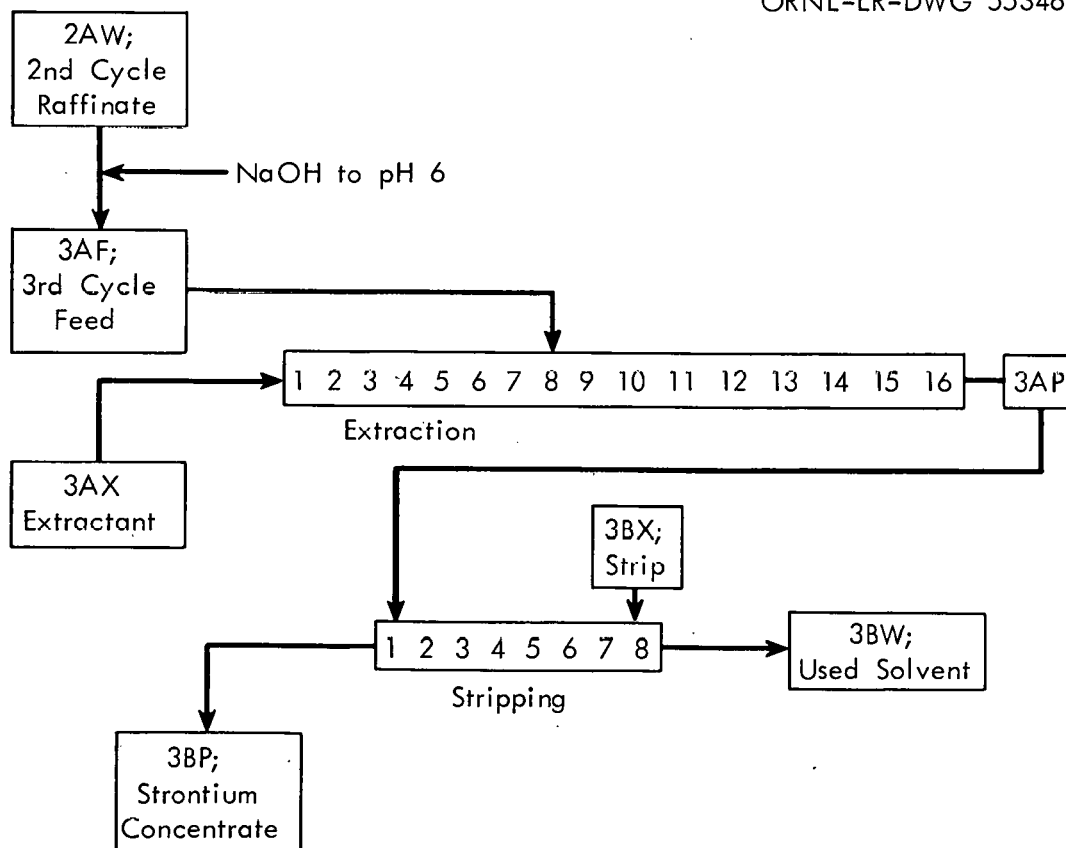 ORNL-LR-DWG 55346
2AW;
2nd Cycle
Raffinate
NaOH to pH 6
3AF;
3rd Cycle
Feed
1 2 3 4 5 6 7 8 9 10 11 12 13 14 15 16
3AP
Extraction
3AX
Extractant
3BX;
Strip
1 2 3 4 5 6 7 8
3BW;
Used Solvent
Stripping
3BP;
Strontium
Concentrate